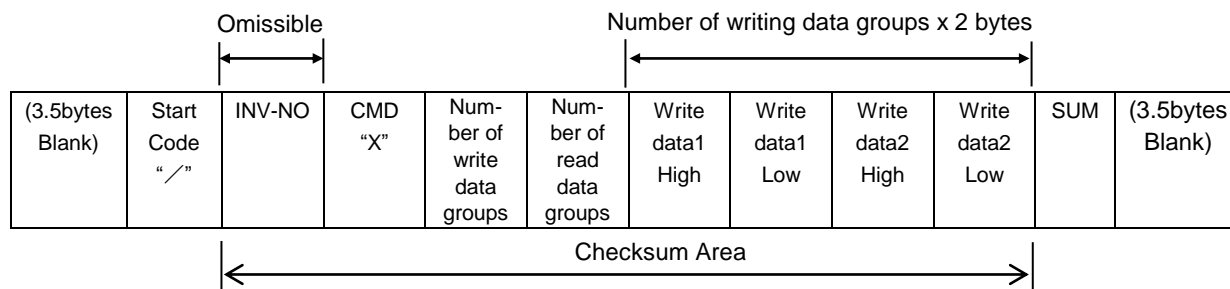 Omissible
Number of writing data groups x 2 bytes
(3.5bytes
Blank)
Start
Code
“／”
INV-NO
CMD
“X”
Num-
ber of
write
data
groups
Num-
ber of
read
data
groups
Write
data1
High
Write
data1
Low
Write
data2
High
Write
data2
Low
SUM
(3.5bytes
Blank)
Checksum Area